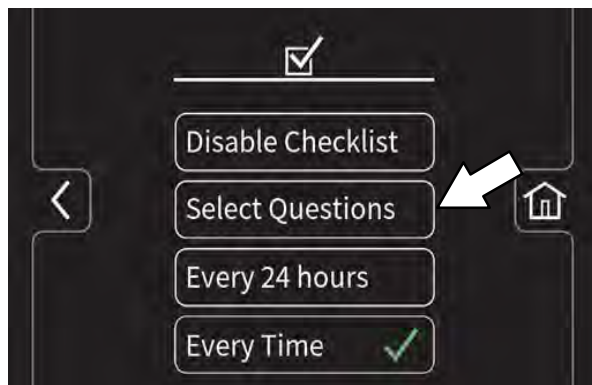 Disable Checklist
Select Questions
Every 24 hours
Every Time